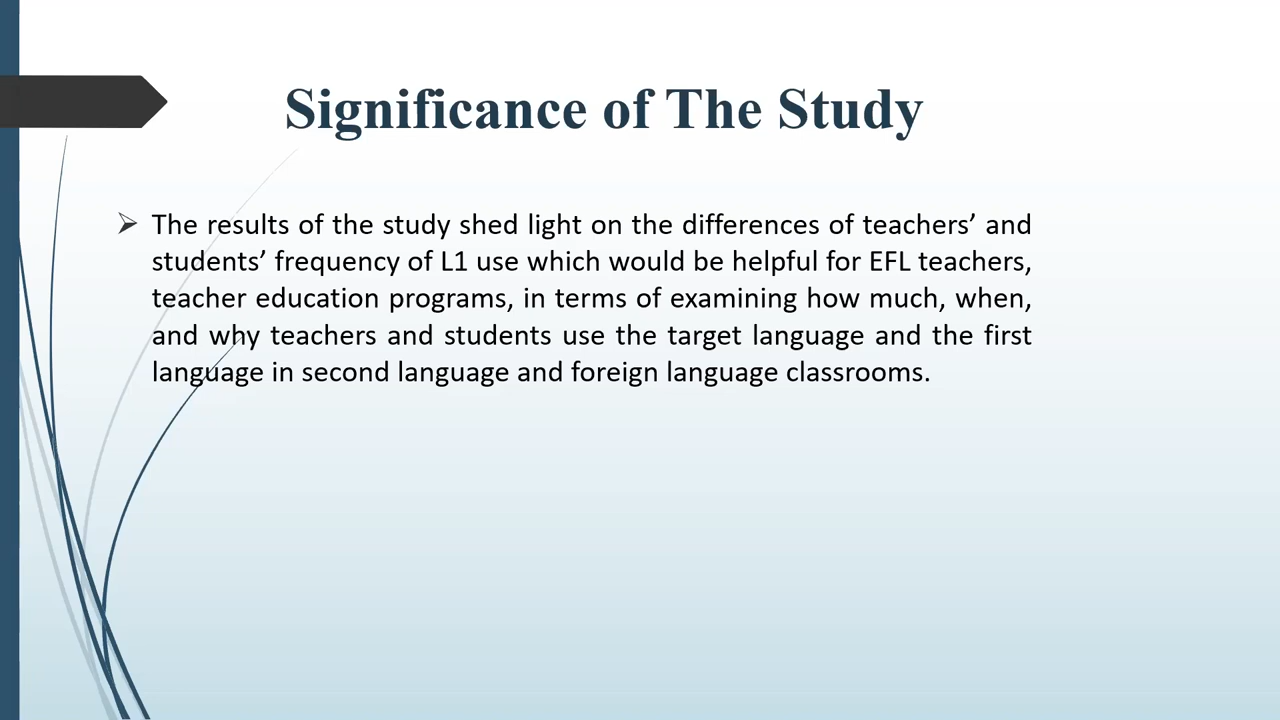 Significance of The Study
The results of the study shed light on the differences of teachers’ and
students’ frequency of L1 use which would be helpful for EFL teachers,
teacher education programs, in terms of examining how much, when,
and why teachers and students use the target language and the first
language in second language and foreign language classrooms.